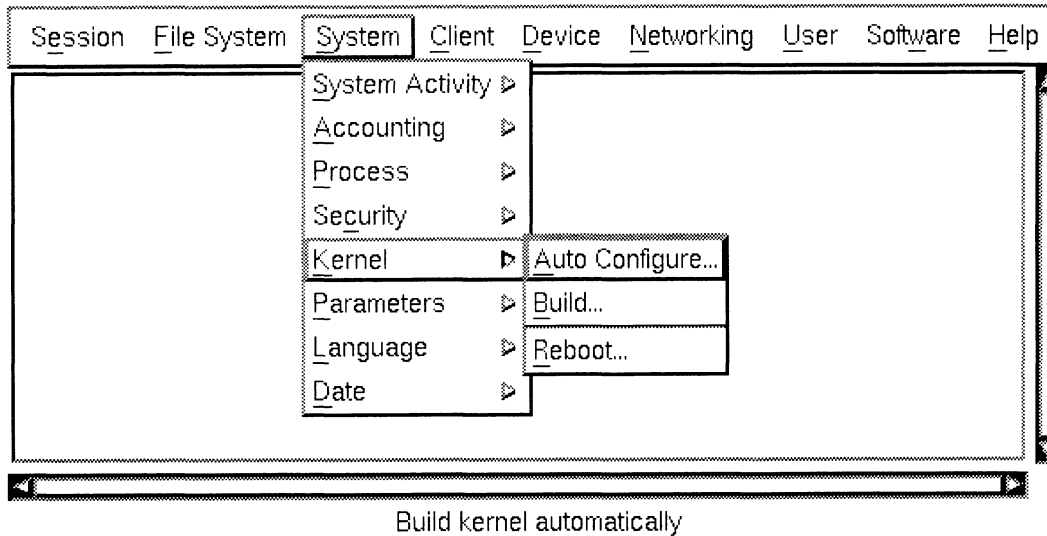 Session File System System Client Device Networking User Software Help
System Activity
Accounting
Process
Security
Kernel Auto Configure...
Parameters Build...
Language Reboot...
Date
Build kernel automatically